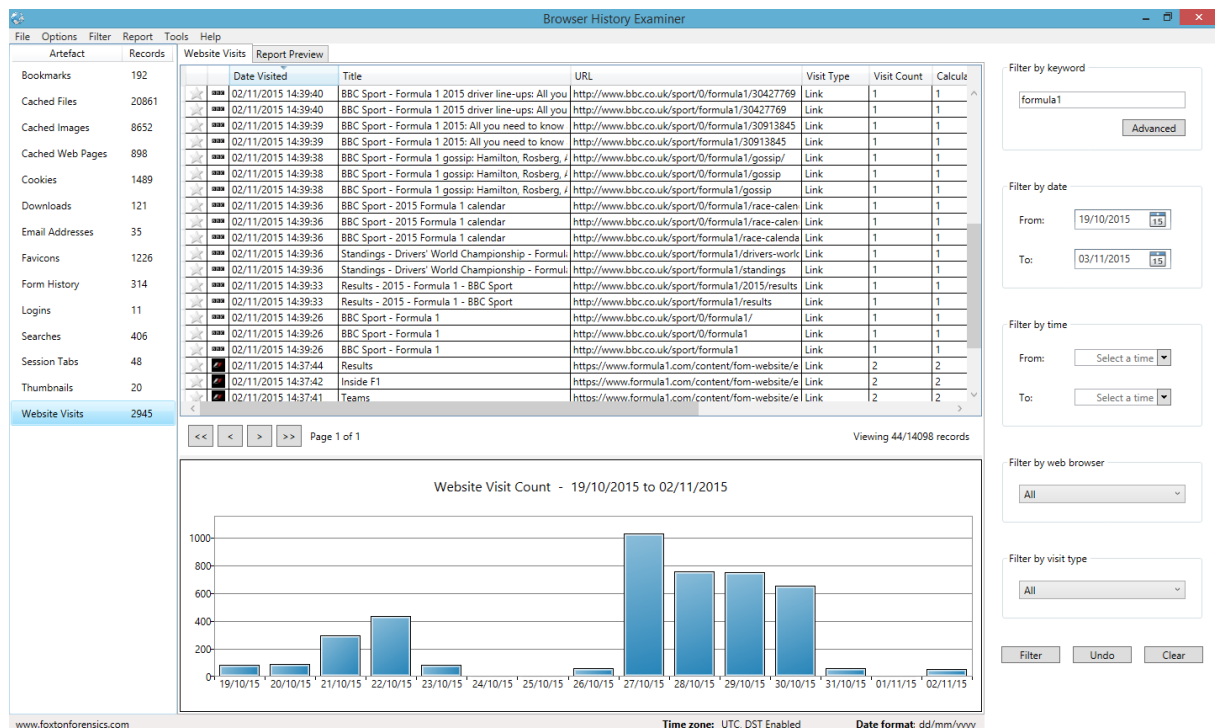 Browser History Examiner
File Options Filter Report Tools Help
Artefact Records
Bookmarks 192
Cached Files 20861
Cached Images 8652
Cached Web Pages 898
Cookies 1489
Downloads 121
Email Addresses 35
Favicons 1226
Form History 314
Logins 11
Searches 406
Session Tabs 48
Thumbnails 20
Website Visits 2945
Website Visits Report Preview
Date Visited Title URL Visit Type Visit Count Calcula
02/11/2015 14:39:40 BBC Sport - Formula 1 2015 driver line-ups: All you http://www.bbc.co.uk/sport/0/formula1/30427769 Link 1 1
02/11/2015 14:39:40 BBC Sport - Formula 1 2015 driver line-ups: All you http://www.bbc.co.uk/sport/formula1/30427769 Link 1 1
02/11/2015 14:39:39 BBC Sport - Formula 1 2015: All you need to know http://www.bbc.co.uk/sport/0/formula1/30913845 Link 1 1
02/11/2015 14:39:39 BBC Sport - Formula 1 2015: All you need to know http://www.bbc.co.uk/sport/formula1/30913845 Link 1 1
02/11/2015 14:39:38 BBC Sport - Formula 1 gossip: Hamilton, Rosberg, http://www.bbc.co.uk/sport/0/formula1/gossip/ Link 1 1
02/11/2015 14:39:38 BBC Sport - Formula 1 gossip: Hamilton, Rosberg, http://www.bbc.co.uk/sport/0/formula1/gossip Link 1 1
02/11/2015 14:39:38 BBC Sport - Formula 1 gossip: Hamilton, Rosberg, http://www.bbc.co.uk/sport/formula1/gossip Link 1 1
02/11/2015 14:39:36 BBC Sport - 2015 Formula 1 calendar http://www.bbc.co.uk/sport/0/formula1/race-calen Link 1 1
02/11/2015 14:39:36 BBC Sport - 2015 Formula 1 calendar http://www.bbc.co.uk/sport/0/formula1/race-calen Link 1 1
02/11/2015 14:39:36 BBC Sport - 2015 Formula 1 calendar http://www.bbc.co.uk/sport/formula1/race-calenda Link 1 1
02/11/2015 14:39:36 Standings - Drivers' World Championship - Formul http://www.bbc.co.uk/sport/formula1/drivers-world Link 1 1
02/11/2015 14:39:36 Standings - Drivers' World Championship - Formul http://www.bbc.co.uk/sport/formula1/standings Link 1 1
02/11/2015 14:39:33 Results - 2015 - Formula 1 - BBC Sport http://www.bbc.co.uk/sport/formula1/2015/results Link 1 1
02/11/2015 14:39:33 Results - 2015 - Formula 1 - BBC Sport http://www.bbc.co.uk/sport/formula1/results Link 1 1
02/11/2015 14:39:26 BBC Sport - Formula 1 http://www.bbc.co.uk/sport/0/formula1/ Link 1 1
02/11/2015 14:39:26 BBC Sport - Formula 1 http://www.bbc.co.uk/sport/0/formula1 Link 1 1
02/11/2015 14:39:26 BBC Sport - Formula 1 http://www.bbc.co.uk/sport/formula1 Link 1 1
02/11/2015 14:37:44 Results https://www.formula1.com/content/fom-website/e Link 2 2
02/11/2015 14:37:42 Inside F1 https://www.formula1.com/content/fom-website/e Link 2 2
02/11/2015 14:37:41 Teams https://www.formula1.com/content/fom-website/e Link 2 2
<< < > >> Page 1 of 1 Viewing 44/14098 records
Website Visit Count - 19/10/2015 to 02/11/2015
1000
800
600
400
200
0
19/10/15 20/10/15 21/10/15 22/10/15 23/10/15 24/10/15 25/10/15 26/10/15 27/10/15 28/10/15 29/10/15 30/10/15 31/10/15 01/11/15 02/11/15
Filter by keyword
formula1
Advanced
Filter by date
From: 19/10/2015 15
To: 03/11/2015 15
Filter by time
From: Select a time
To: Select a time
Filter by web browser
All
Filter by visit type
All
Filter Undo Clear
www.foxtonforensics.com Time zone: UTC, DST Enabled Date format: dd/mm/yyyy